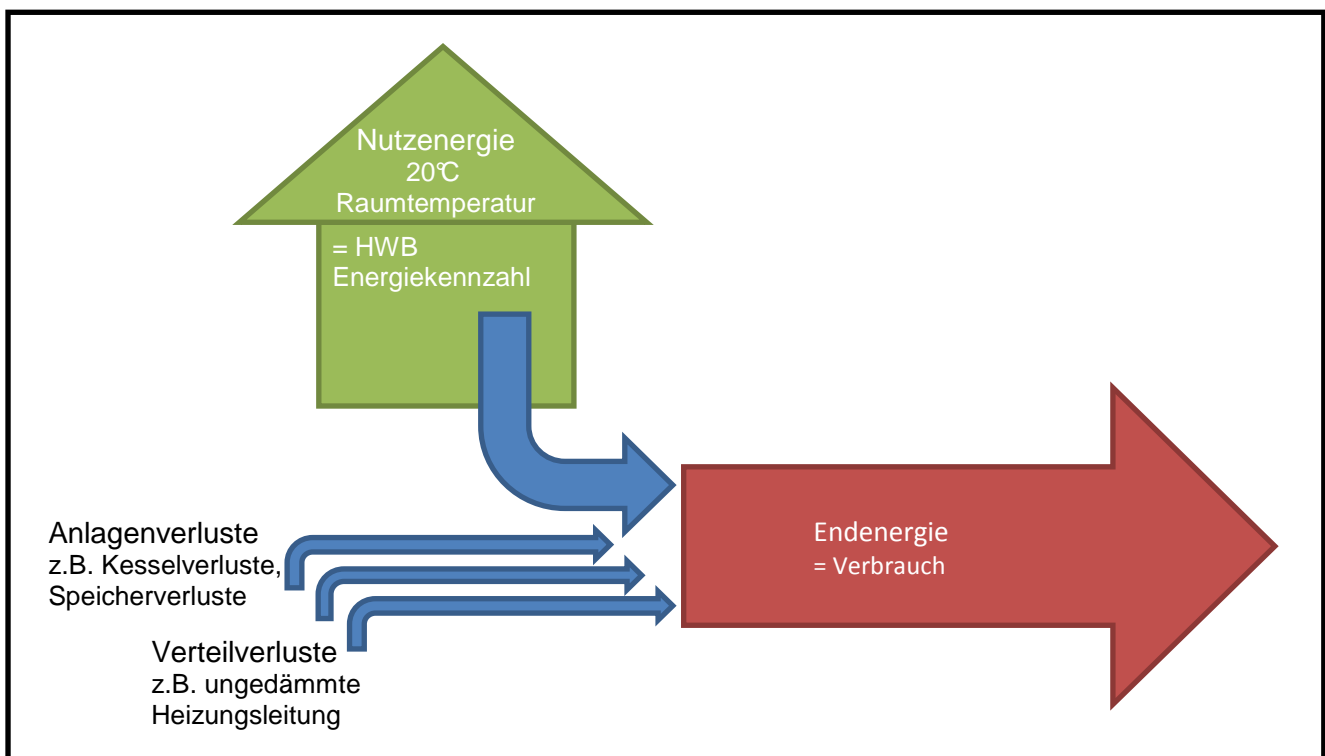 Nutzenergie
20°C
Raumtemperatur
= HWB
Energiekennzahl
Anlagenverluste
z.B. Kesselverluste,
Speicherverluste
Verteilverluste
z.B. ungedämmte
Heizungsleitung
Endenergie
= Verbrauch